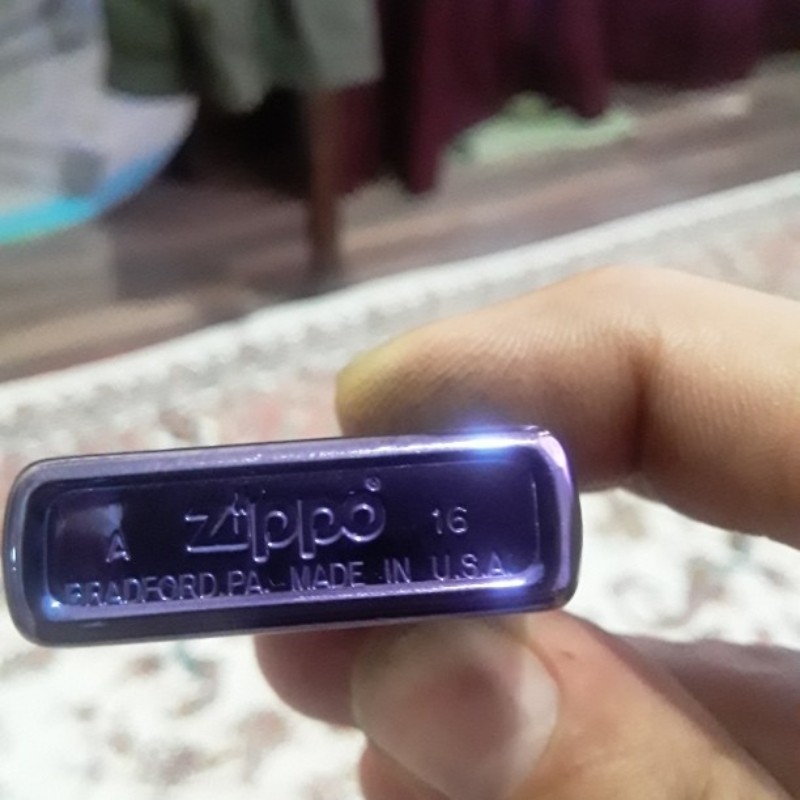 A Zippo® 16
BRADFORD, PA. MADE IN U.S.A.